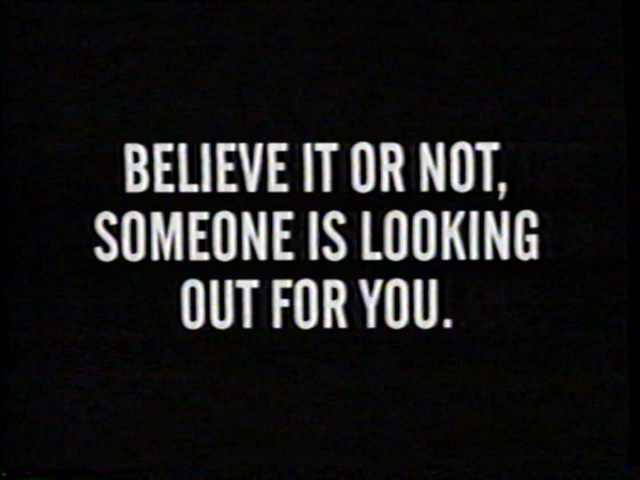 BELIEVE IT OR NOT,
SOMEONE IS LOOKING
OUT FOR YOU.